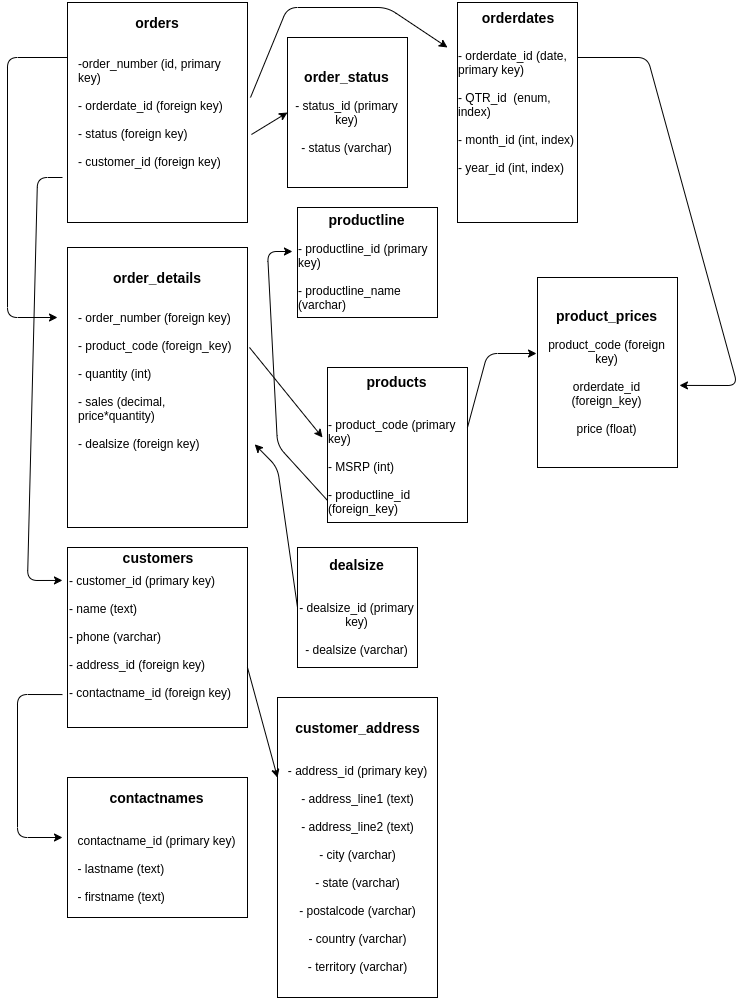 orders
-order_number (id, primary
key)
- orderdate_id (foreign key)
- status (foreign key)
- customer_id (foreign key)
order_status
- status_id (primary
key)
- status (varchar)
orderdates
- orderdate_id (date,
primary key)
- QTR_id  (enum,
index)
- month_id (int, index)
- year_id (int, index)
productline
- productline_id (primary
key)
- productline_name
(varchar)
order_details
- order_number (foreign key)
- product_code (foreign_key)
- quantity (int)
- sales (decimal,
price*quantity)
- dealsize (foreign key)
products
- product_code (primary
key)
- MSRP (int)
- productline_id
(foreign_key)
product_prices
product_code (foreign
key)
orderdate_id
(foreign_key)
price (float)
customers
- customer_id (primary key)
- name (text)
- phone (varchar)
- address_id (foreign key)
- contactname_id (foreign key)
dealsize
- dealsize_id (primary
key)
- dealsize (varchar)
customer_address
- address_id (primary key)
- address_line1 (text)
- address_line2 (text)
- city (varchar)
- state (varchar)
- postalcode (varchar)
- country (varchar)
- territory (varchar)
contactnames
contactname_id (primary key)
- lastname (text)
- firstname (text)